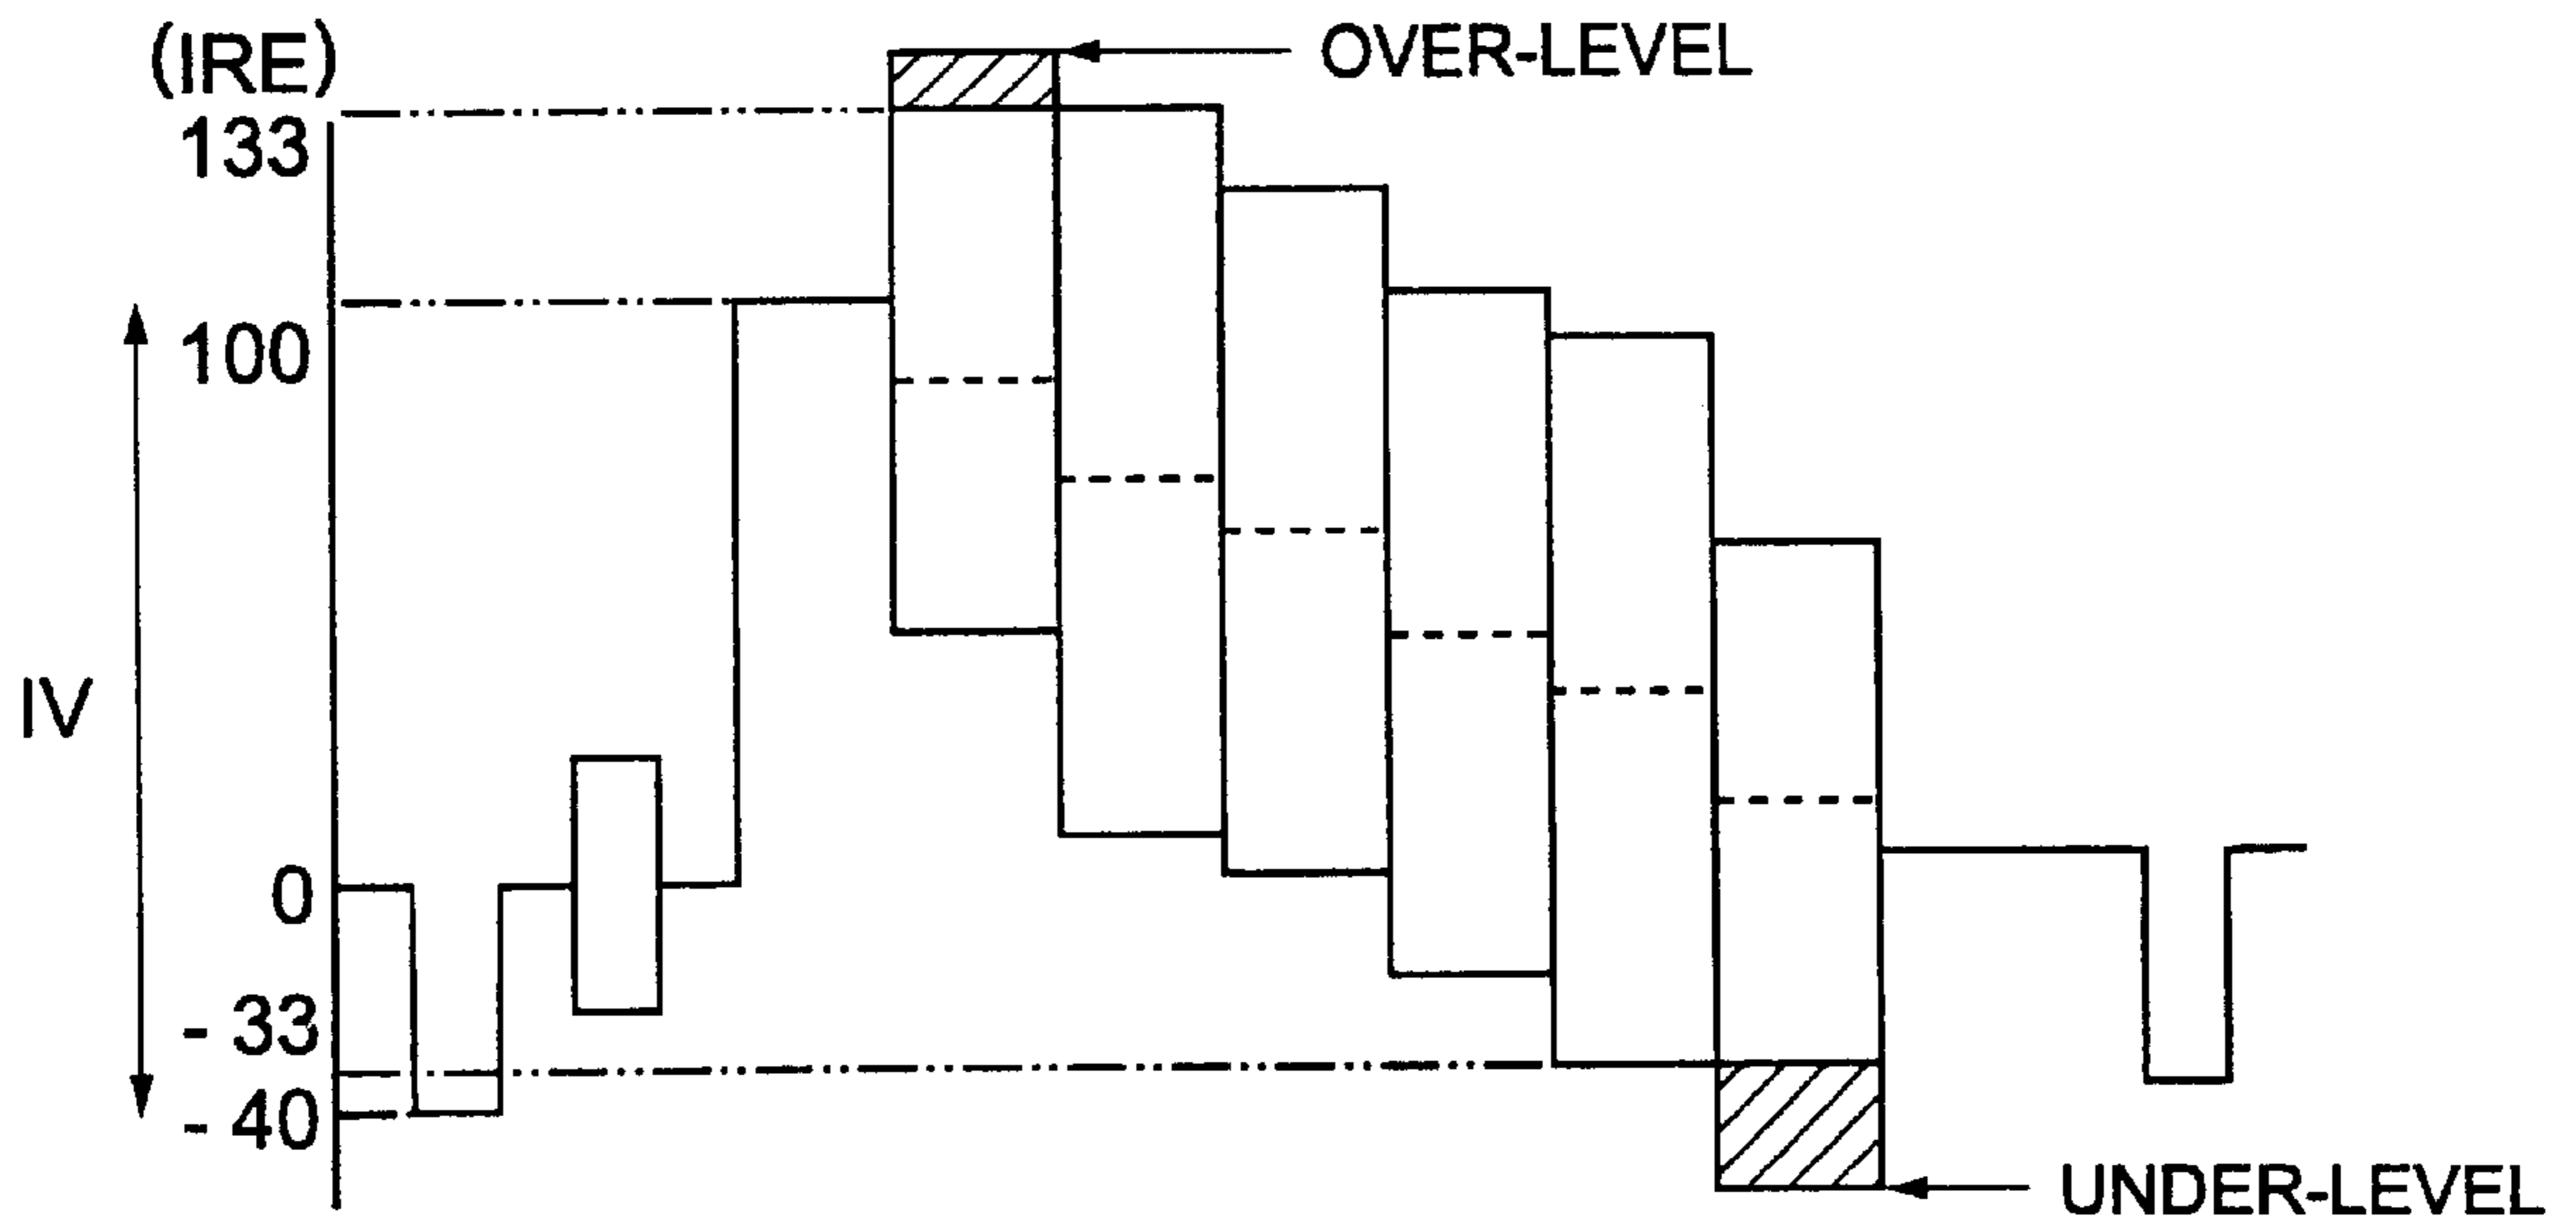 (IRE)
OVER-LEVEL
133
100
IV
0
- 33
- 40
UNDER-LEVEL